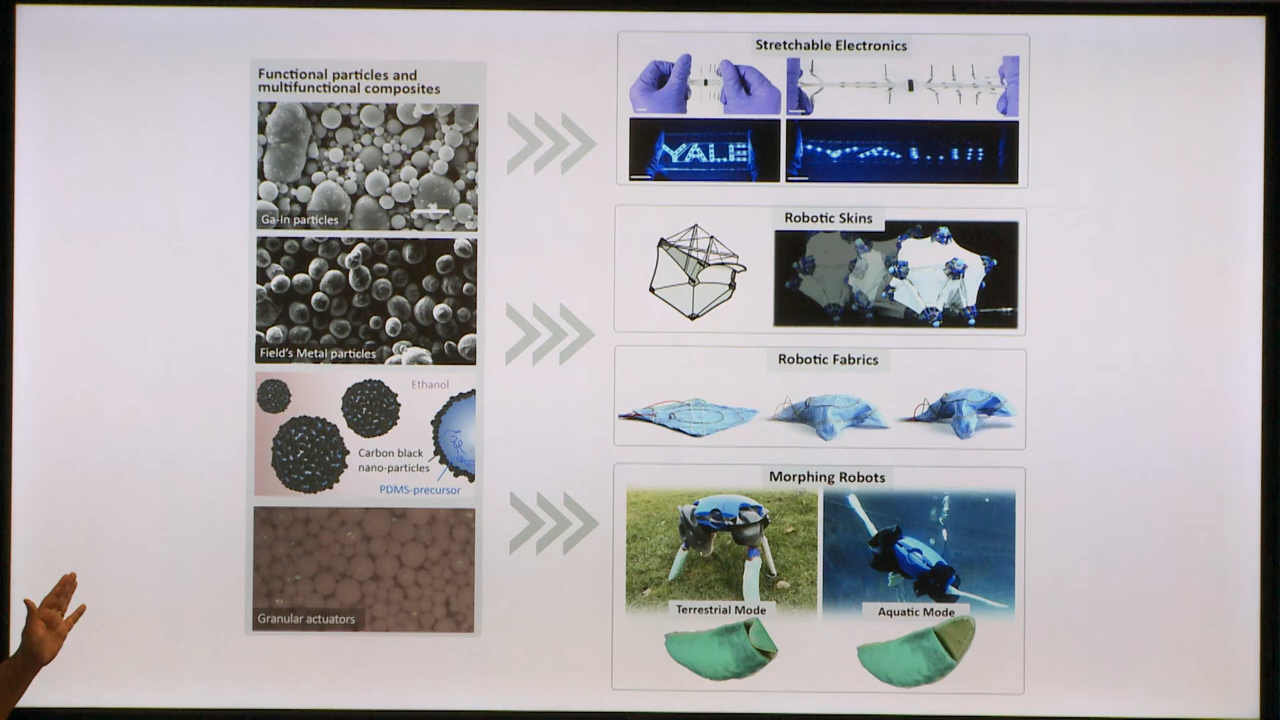 Functional particles and
multifunctional composites
Ga-In particles
Field's Metal particles
Ethanol
Carbon black
nano-particles
PDMS-precursor
Granular actuators
Stretchable Electronics
YALE
Robotic Skins
Robotic Fabrics
Morphing Robots
Terrestrial Mode
Aquatic Mode